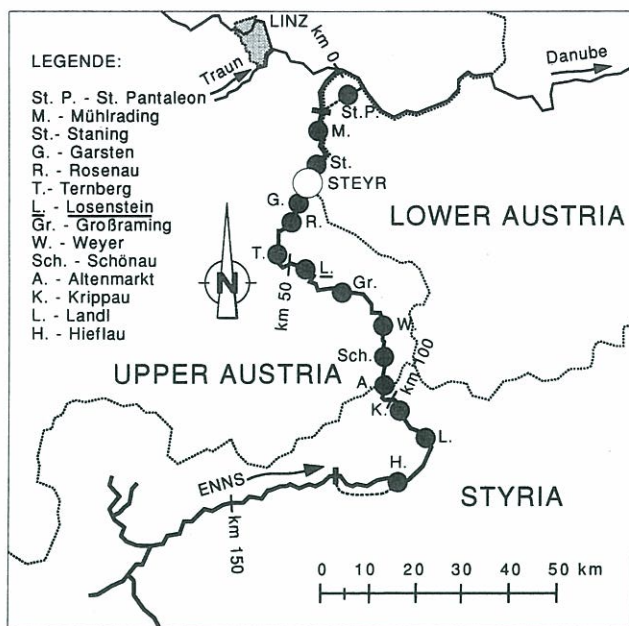 LINZ
km 0
Danube
LEGENDE:
Traun
St. P. - St. Pantaleon
M. - Mühlrading
St.- Staning
G. - Garsten
R. - Rosenau
T.- Ternberg
L. - Losenstein
Gr. - Großraming
W. - Weyer
Sch. - Schönau
A. - Altenmarkt
K. - Krippau
L. - Landl
H. - Hieflau
St.P.
M.
St.
STEYR
G.
R.
LOWER AUSTRIA
N
T.
L.
km 50
Gr.
W.
Sch.
UPPER AUSTRIA
A.
km 100
K.
L.
H.
ENNS
STYRIA
km 150
0 10 20 30 40 50 km